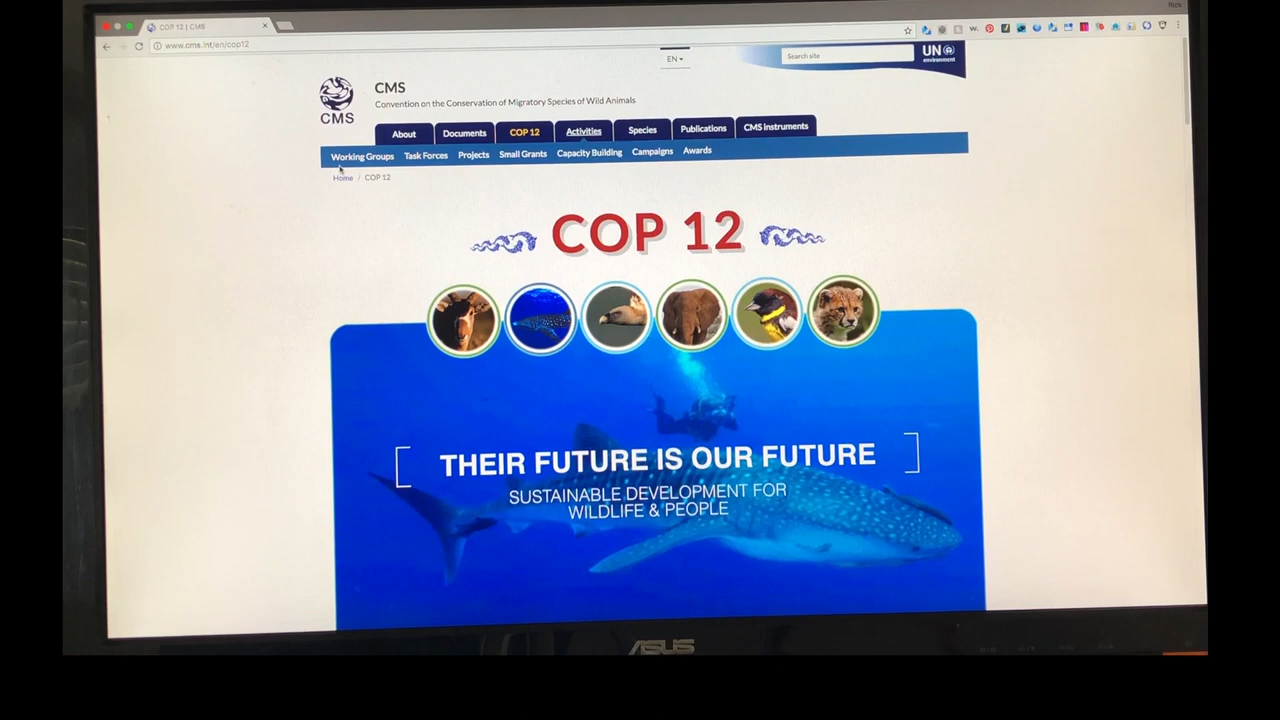 Rick
COP 12 | CMS
www.cms.int/en/cop12
EN
Search site
UN
environment
CMS
CMS
Convention on the Conservation of Migratory Species of Wild Animals
About Documents COP 12 Activities Species Publications CMS Instruments
Working Groups Task Forces Projects Small Grants Capacity Building Campaigns Awards
Home / COP 12
COP 12
[ THEIR FUTURE IS OUR FUTURE ]
SUSTAINABLE DEVELOPMENT FOR
WILDLIFE & PEOPLE
ASUS